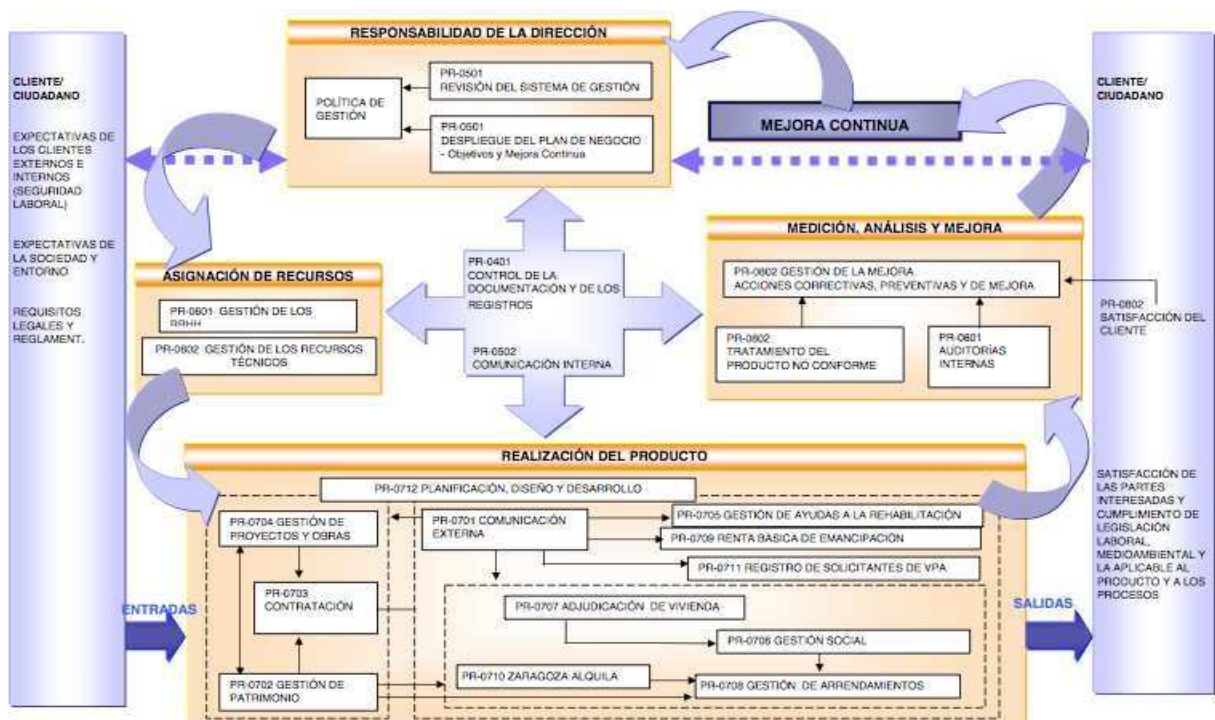 CLIENTE/
CIUDADANO
EXPECTATIVAS DE
LOS CLIENTES
EXTERNOS E
INTERNOS
(SEGURIDAD
LABORAL)
EXPECTATIVAS DE
LA SOCIEDAD Y
ENTORNO
REQUISITOS
LEGALES Y
REGLAMENT.
RESPONSABILIDAD DE LA DIRECCIÓN
POLÍTICA DE
GESTIÓN
PR-0501
REVISIÓN DEL SISTEMA DE GESTIÓN
PR-0501
DESPLIEGUE DEL PLAN DE NEGOCIO
- Objetivos y Mejora Continua
MEJORA CONTINUA
ASIGNACIÓN DE RECURSOS
PR-0601 GESTIÓN DE LOS
RRHH
PR-0602 GESTIÓN DE LOS RECURSOS
TÉCNICOS
PR-0401
CONTROL DE LA
DOCUMENTACIÓN Y DE LOS
REGISTROS
PR-0502
COMUNICACIÓN INTERNA
MEDICIÓN, ANÁLISIS Y MEJORA
PR-0802 GESTIÓN DE LA MEJORA
ACCIONES CORRECTIVAS, PREVENTIVAS Y DE MEJORA
PR-0802
TRATAMIENTO DEL
PRODUCTO NO CONFORME
PR-0801
AUDITORÍAS
INTERNAS
CLIENTE/
CIUDADANO
PR-0802
SATISFACCIÓN DEL
CLIENTE
SATISFACCIÓN DE
LAS PARTES
INTERESADAS Y
CUMPLIMIENTO DE
LEGISLACIÓN
LABORAL,
MEDIOAMBIENTAL Y
LA APLICABLE AL
PRODUCTO Y A LOS
PROCESOS
REALIZACIÓN DEL PRODUCTO
PR-0712 PLANIFICACIÓN, DISEÑO Y DESARROLLO
PR-0704 GESTIÓN DE
PROYECTOS Y OBRAS
PR-0701 COMUNICACIÓN
EXTERNA
PR-0705 GESTIÓN DE AYUDAS A LA REHABILITACIÓN
PR-0709 RENTA BÁSICA DE EMANCIPACIÓN
PR-0711 REGISTRO DE SOLICITANTES DE VPA
PR-0703
CONTRATACIÓN
PR-0707 ADJUDICACIÓN DE VIVIENDA
PR-0706 GESTIÓN SOCIAL
PR-0710 ZARAGOZA ALQUILA
PR-0708 GESTIÓN DE ARRENDAMIENTOS
PR-0702 GESTIÓN DE
PATRIMONIO
ENTRADAS
SALIDAS